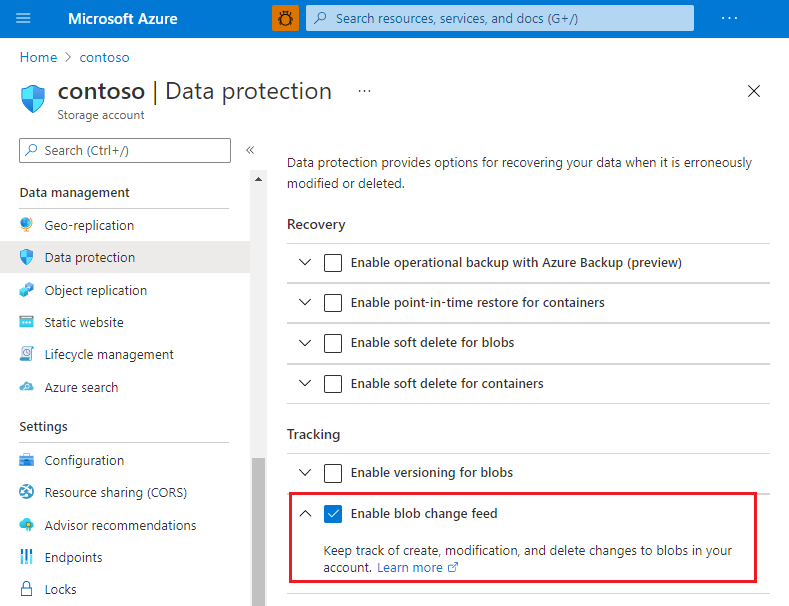 Microsoft Azure
Search resources, services, and docs (G+/)
...
Home > contoso
contoso | Data protection ...
Storage account
Search (Ctrl+/)
«
Data management
Geo-replication
Data protection
Object replication
Static website
Lifecycle management
Azure search
Settings
Configuration
Resource sharing (CORS)
Advisor recommendations
Endpoints
Locks
Data protection provides options for recovering your data when it is erroneously
modified or deleted.
Recovery
Enable operational backup with Azure Backup (preview)
Enable point-in-time restore for containers
Enable soft delete for blobs
Enable soft delete for containers
Tracking
Enable versioning for blobs
Enable blob change feed
Keep track of create, modification, and delete changes to blobs in your
account. Learn more